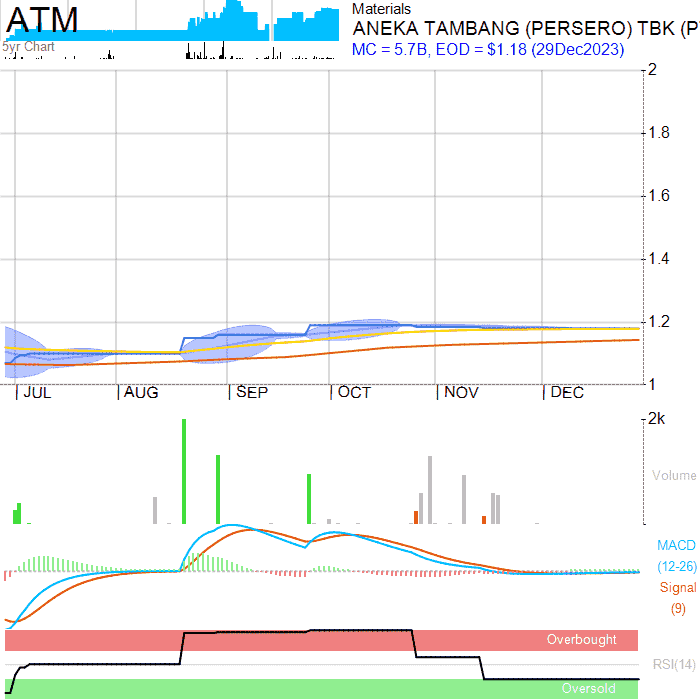 ATM
5yr Chart
Materials
ANEKA TAMBANG (PERSERO) TBK (P
MC = 5.7B, EOD = $1.18 (29Dec2023)
2
1.8
1.6
1.4
1.2
1
JUL AUG SEP OCT NOV DEC
2k
Volume
MACD
(12-26)
Signal
(9)
Overbought
RSI(14)
Oversold